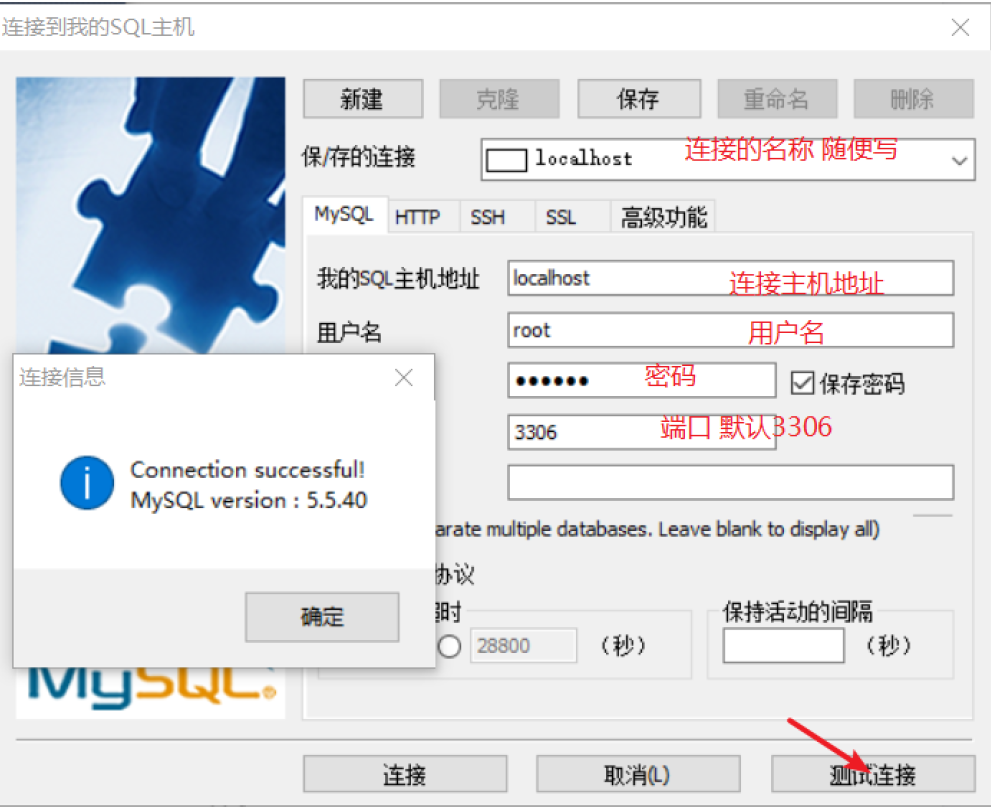 连接到我的SQL主机
新建 克隆 保存 重命名 删除
保/存的连接 localhost 连接的名称 随便写
MySQL HTTP SSH SSL 高级功能
我的SQL主机地址 localhost 连接主机地址
用户名 root 用户名
连接信息
●●●●●● 密码 保存密码
3306 端口 默认3306
Connection successful!
MySQL version : 5.5.40
arate multiple databases. Leave blank to display all)
协议
时 保持活动的间隔
确定
28800 (秒) (秒)
MySQL
连接 取消(L) 测试连接